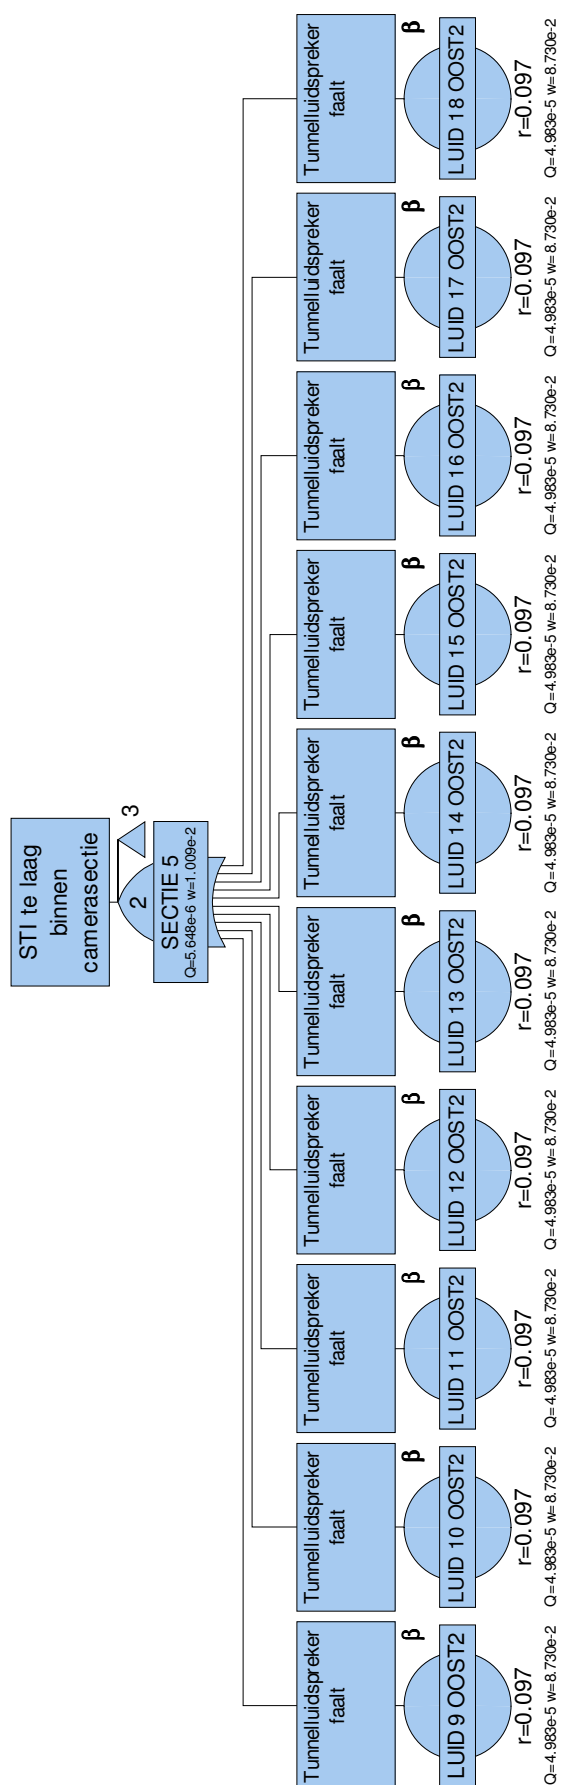 STI te laag
binnen
camerasectie
2
3
SECTIE 5
Q=5.648e-6 w=1.009e-2
Tunnelluidspreker
faalt
β
LUID 9 OOST2
r=0.097
Q=4.983e-5 w=8.730e-2
Tunnelluidspreker
faalt
β
LUID 10 OOST2
r=0.097
Q=4.983e-5 w=8.730e-2
Tunnelluidspreker
faalt
β
LUID 11 OOST2
r=0.097
Q=4.983e-5 w=8.730e-2
Tunnelluidspreker
faalt
β
LUID 12 OOST2
r=0.097
Q=4.983e-5 w=8.730e-2
Tunnelluidspreker
faalt
β
LUID 13 OOST2
r=0.097
Q=4.983e-5 w=8.730e-2
Tunnelluidspreker
faalt
β
LUID 14 OOST2
r=0.097
Q=4.983e-5 w=8.730e-2
Tunnelluidspreker
faalt
β
LUID 15 OOST2
r=0.097
Q=4.983e-5 w=8.730e-2
Tunnelluidspreker
faalt
β
LUID 16 OOST2
r=0.097
Q=4.983e-5 w=8.730e-2
Tunnelluidspreker
faalt
β
LUID 17 OOST2
r=0.097
Q=4.983e-5 w=8.730e-2
Tunnelluidspreker
faalt
β
LUID 18 OOST2
r=0.097
Q=4.983e-5 w=8.730e-2